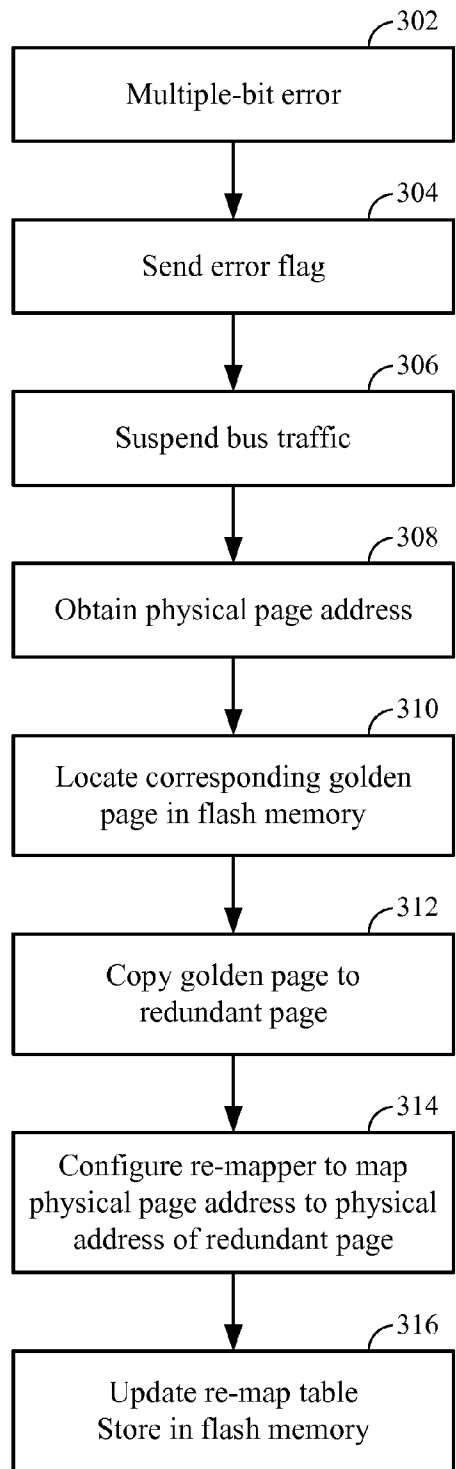 302
Multiple-bit error
304
Send error flag
306
Suspend bus traffic
308
Obtain physical page address
310
Locate corresponding golden
page in flash memory
312
Copy golden page to
redundant page
314
Configure re-mapper to map
physical page address to physical
address of redundant page
316
Update re-map table
Store in flash memory